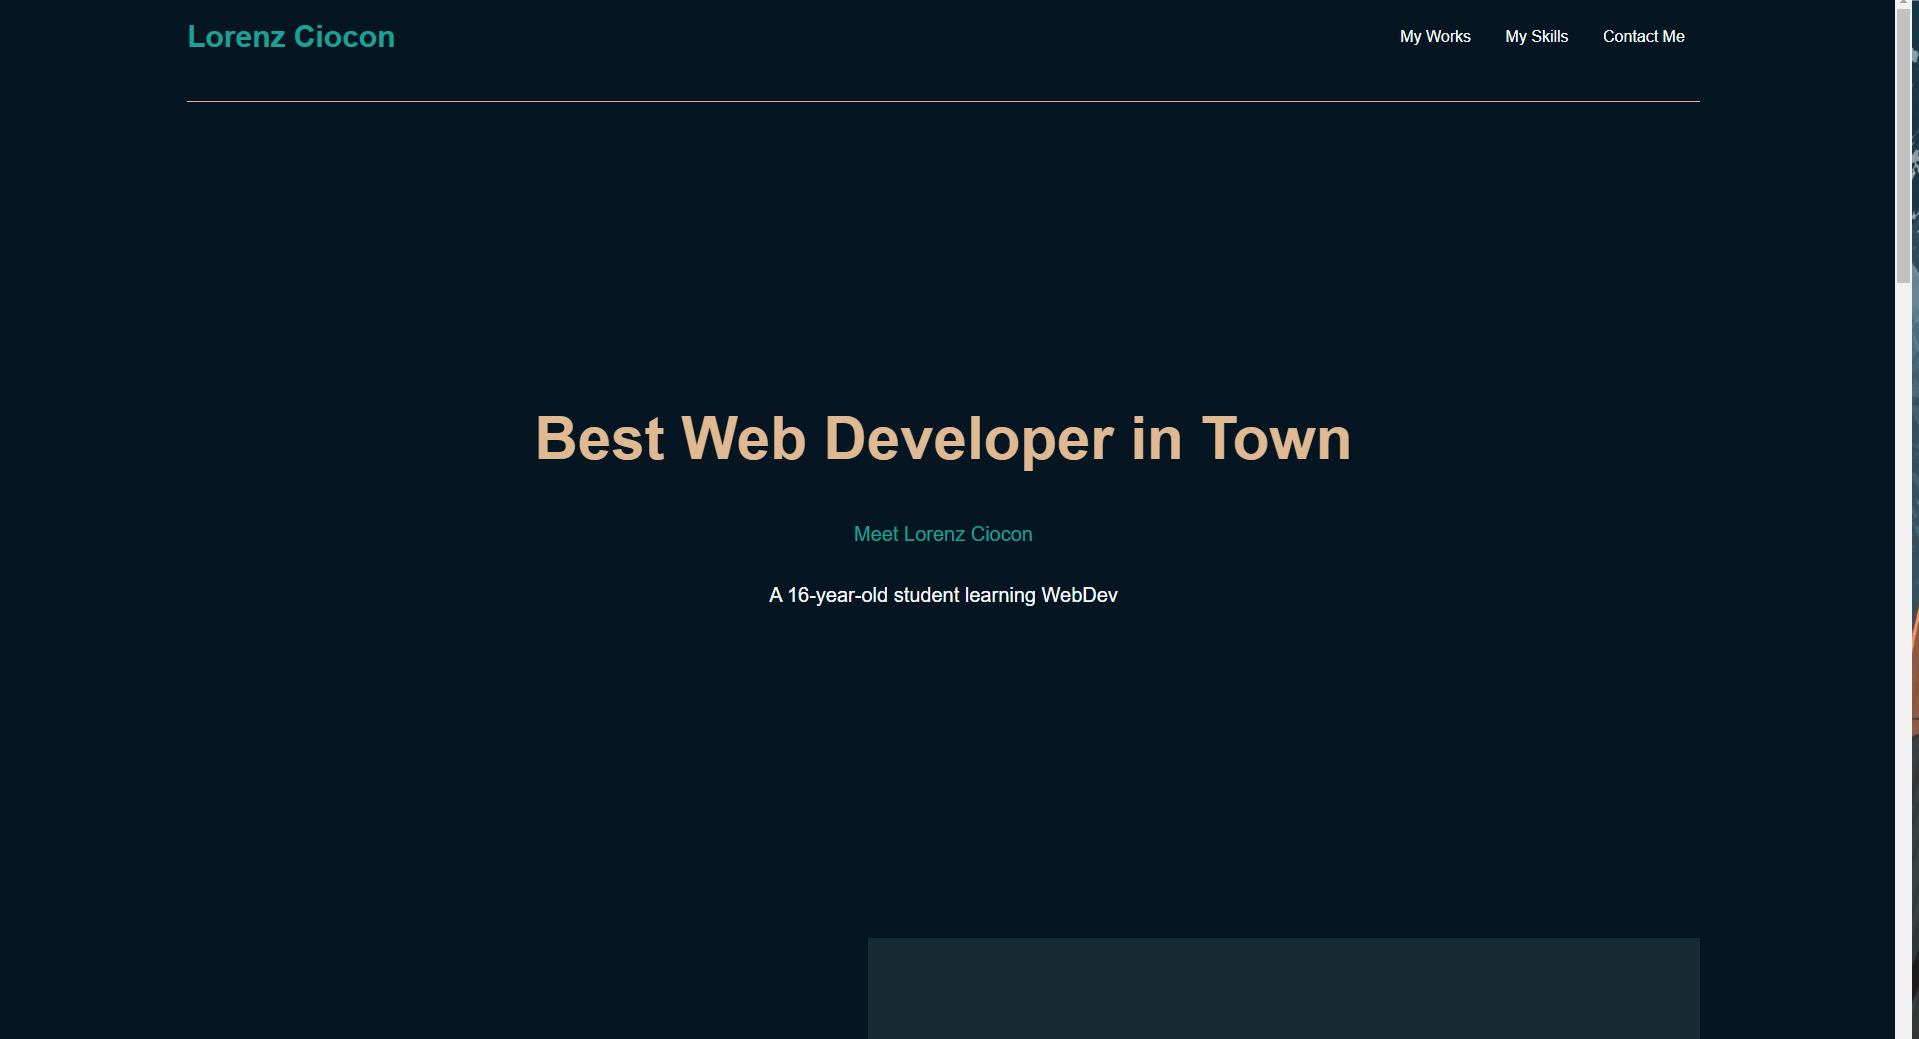 Lorenz Ciocon
My Works
My Skills
Contact Me
Best Web Developer in Town
Meet Lorenz Ciocon
A 16-year-old student learning WebDev